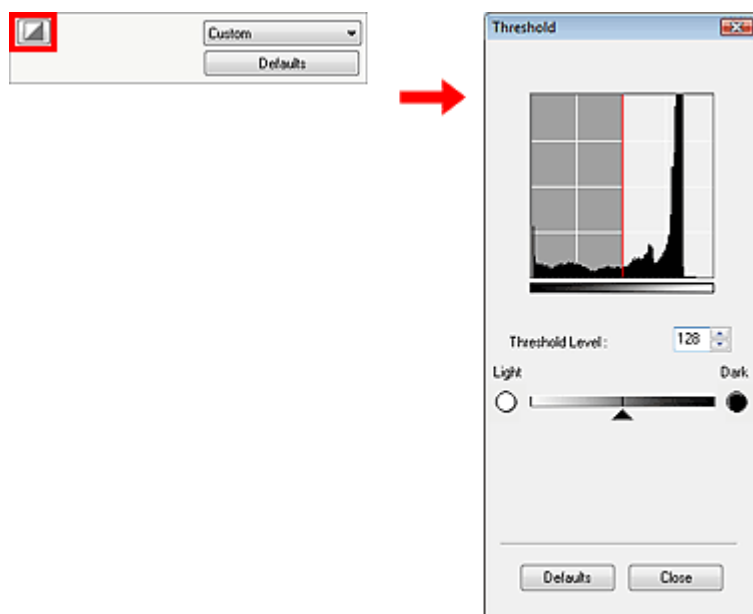 Custom
Defaults
Threshold
Threshold Level :
128
Light
Dark
Defaults
Close